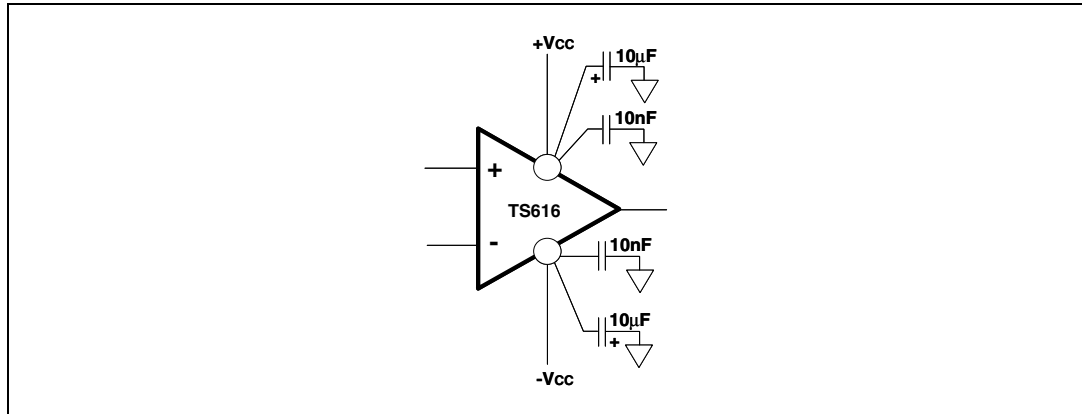 +Vcc
10µF
+
10nF
+
TS616
-
10nF
10µF
+
-Vcc